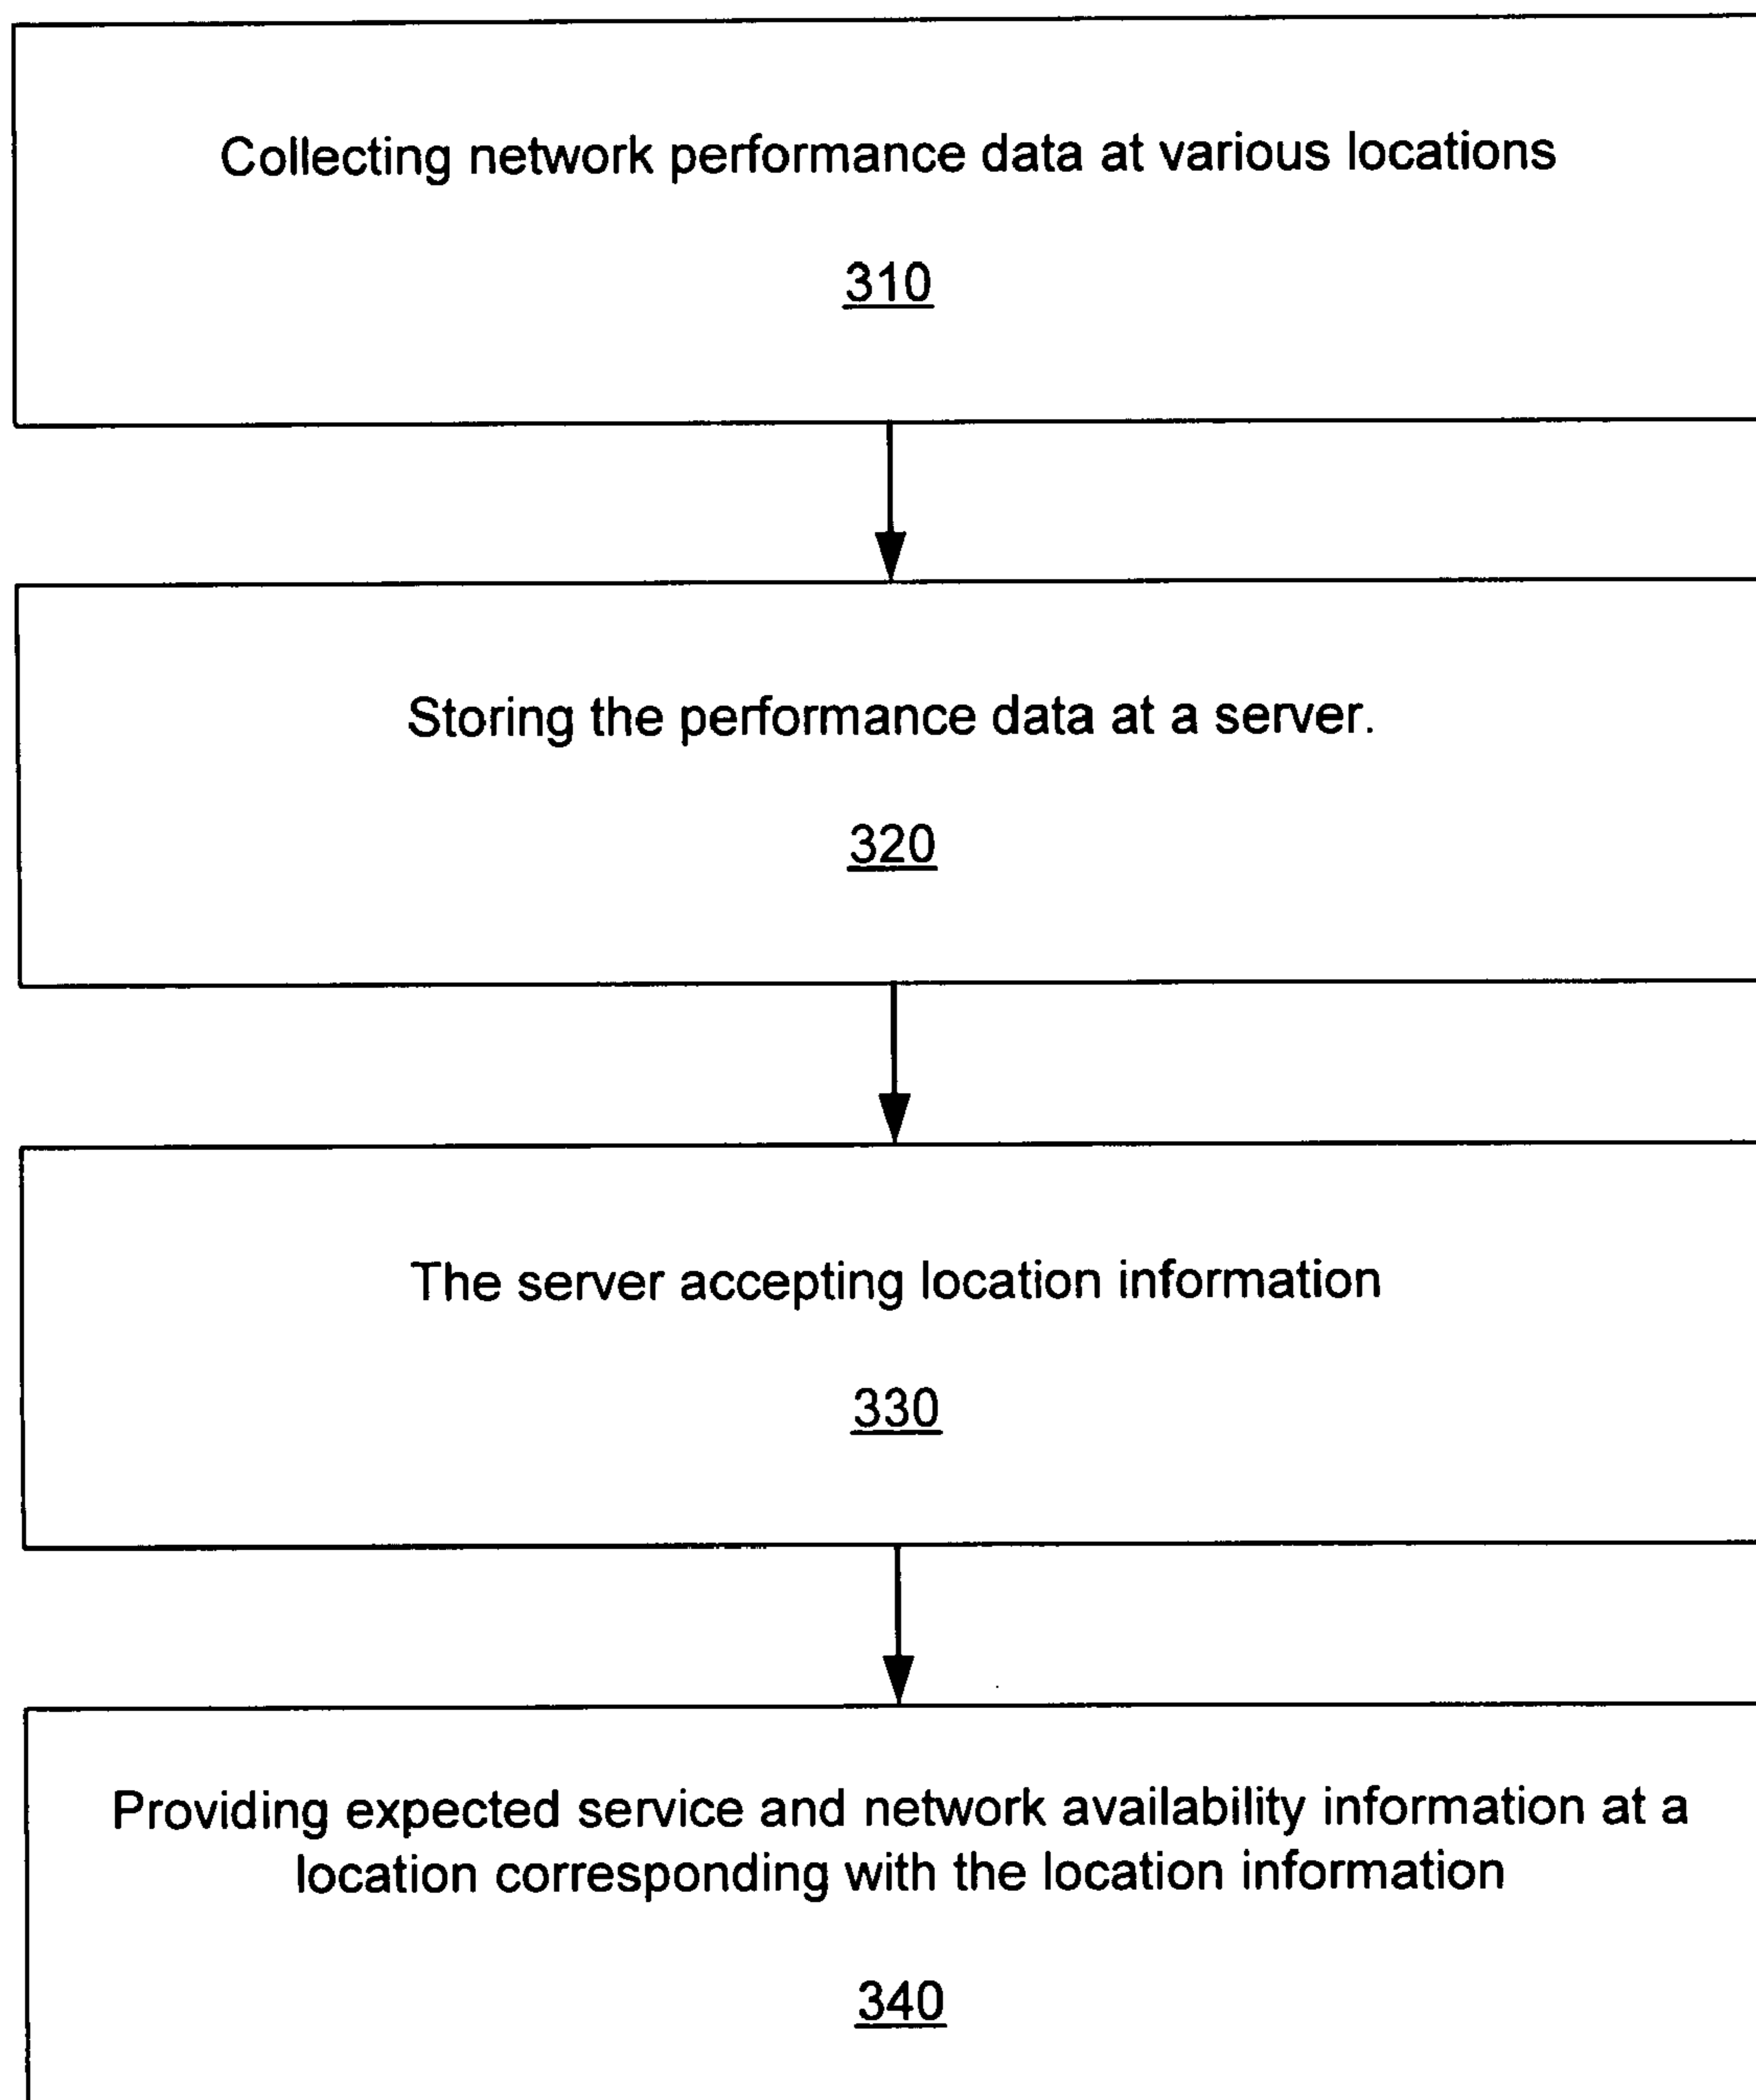 Collecting network performance data at various locations
310
Storing the performance data at a server.
320
The server accepting location information
330
Providing expected service and network availability information at a
location corresponding with the location information
340